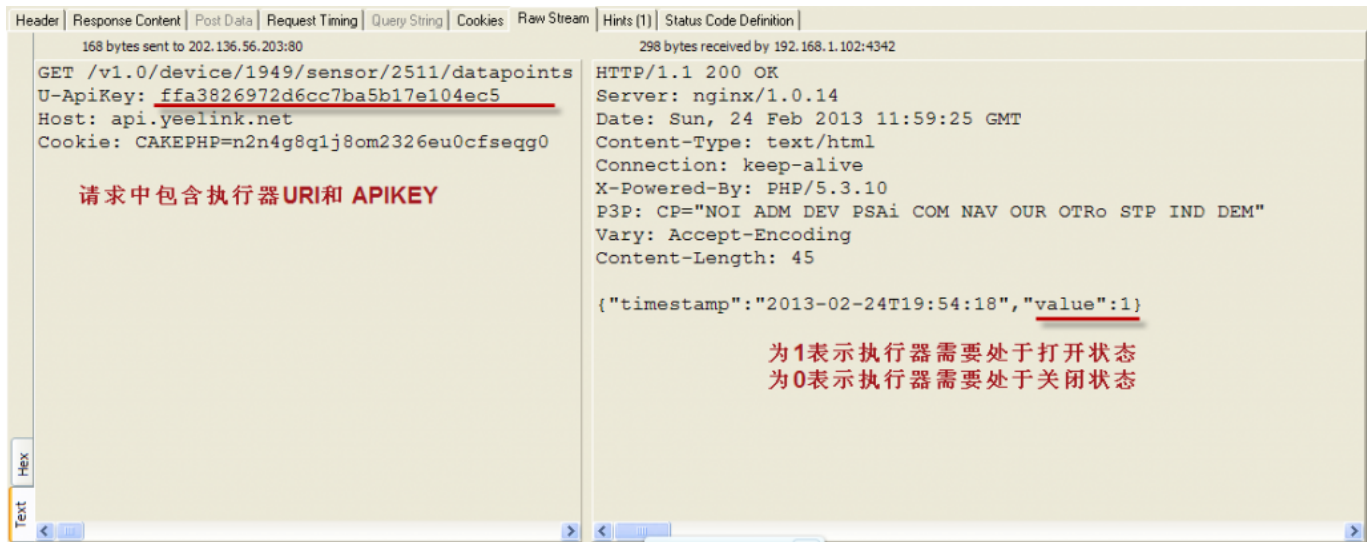 Header Response Content Post Data Request Timing Query String Cookies Raw Stream Hints (1) Status Code Definition
168 bytes sent to 202.136.56.203:80
GET /v1.0/device/1949/sensor/2511/datapoints
U-ApiKey: ffa3826972d6cc7ba5b17e104ec5
Host: api.yeelink.net
Cookie: CAKEPHP=n2n4g8q1j8om2326eu0cfseqg0
请求中包含执行器URI和 APIKEY
298 bytes received by 192.168.1.102:4342
HTTP/1.1 200 OK
Server: nginx/1.0.14
Date: Sun, 24 Feb 2013 11:59:25 GMT
Content-Type: text/html
Connection: keep-alive
X-Powered-By: PHP/5.3.10
P3P: CP="NOI ADM DEV PSAi COM NAV OUR OTRo STP IND DEM"
Vary: Accept-Encoding
Content-Length: 45
{"timestamp":"2013-02-24T19:54:18","value":1}
为1表示执行器需要处于打开状态
为0表示执行器需要处于关闭状态
Hex
Text